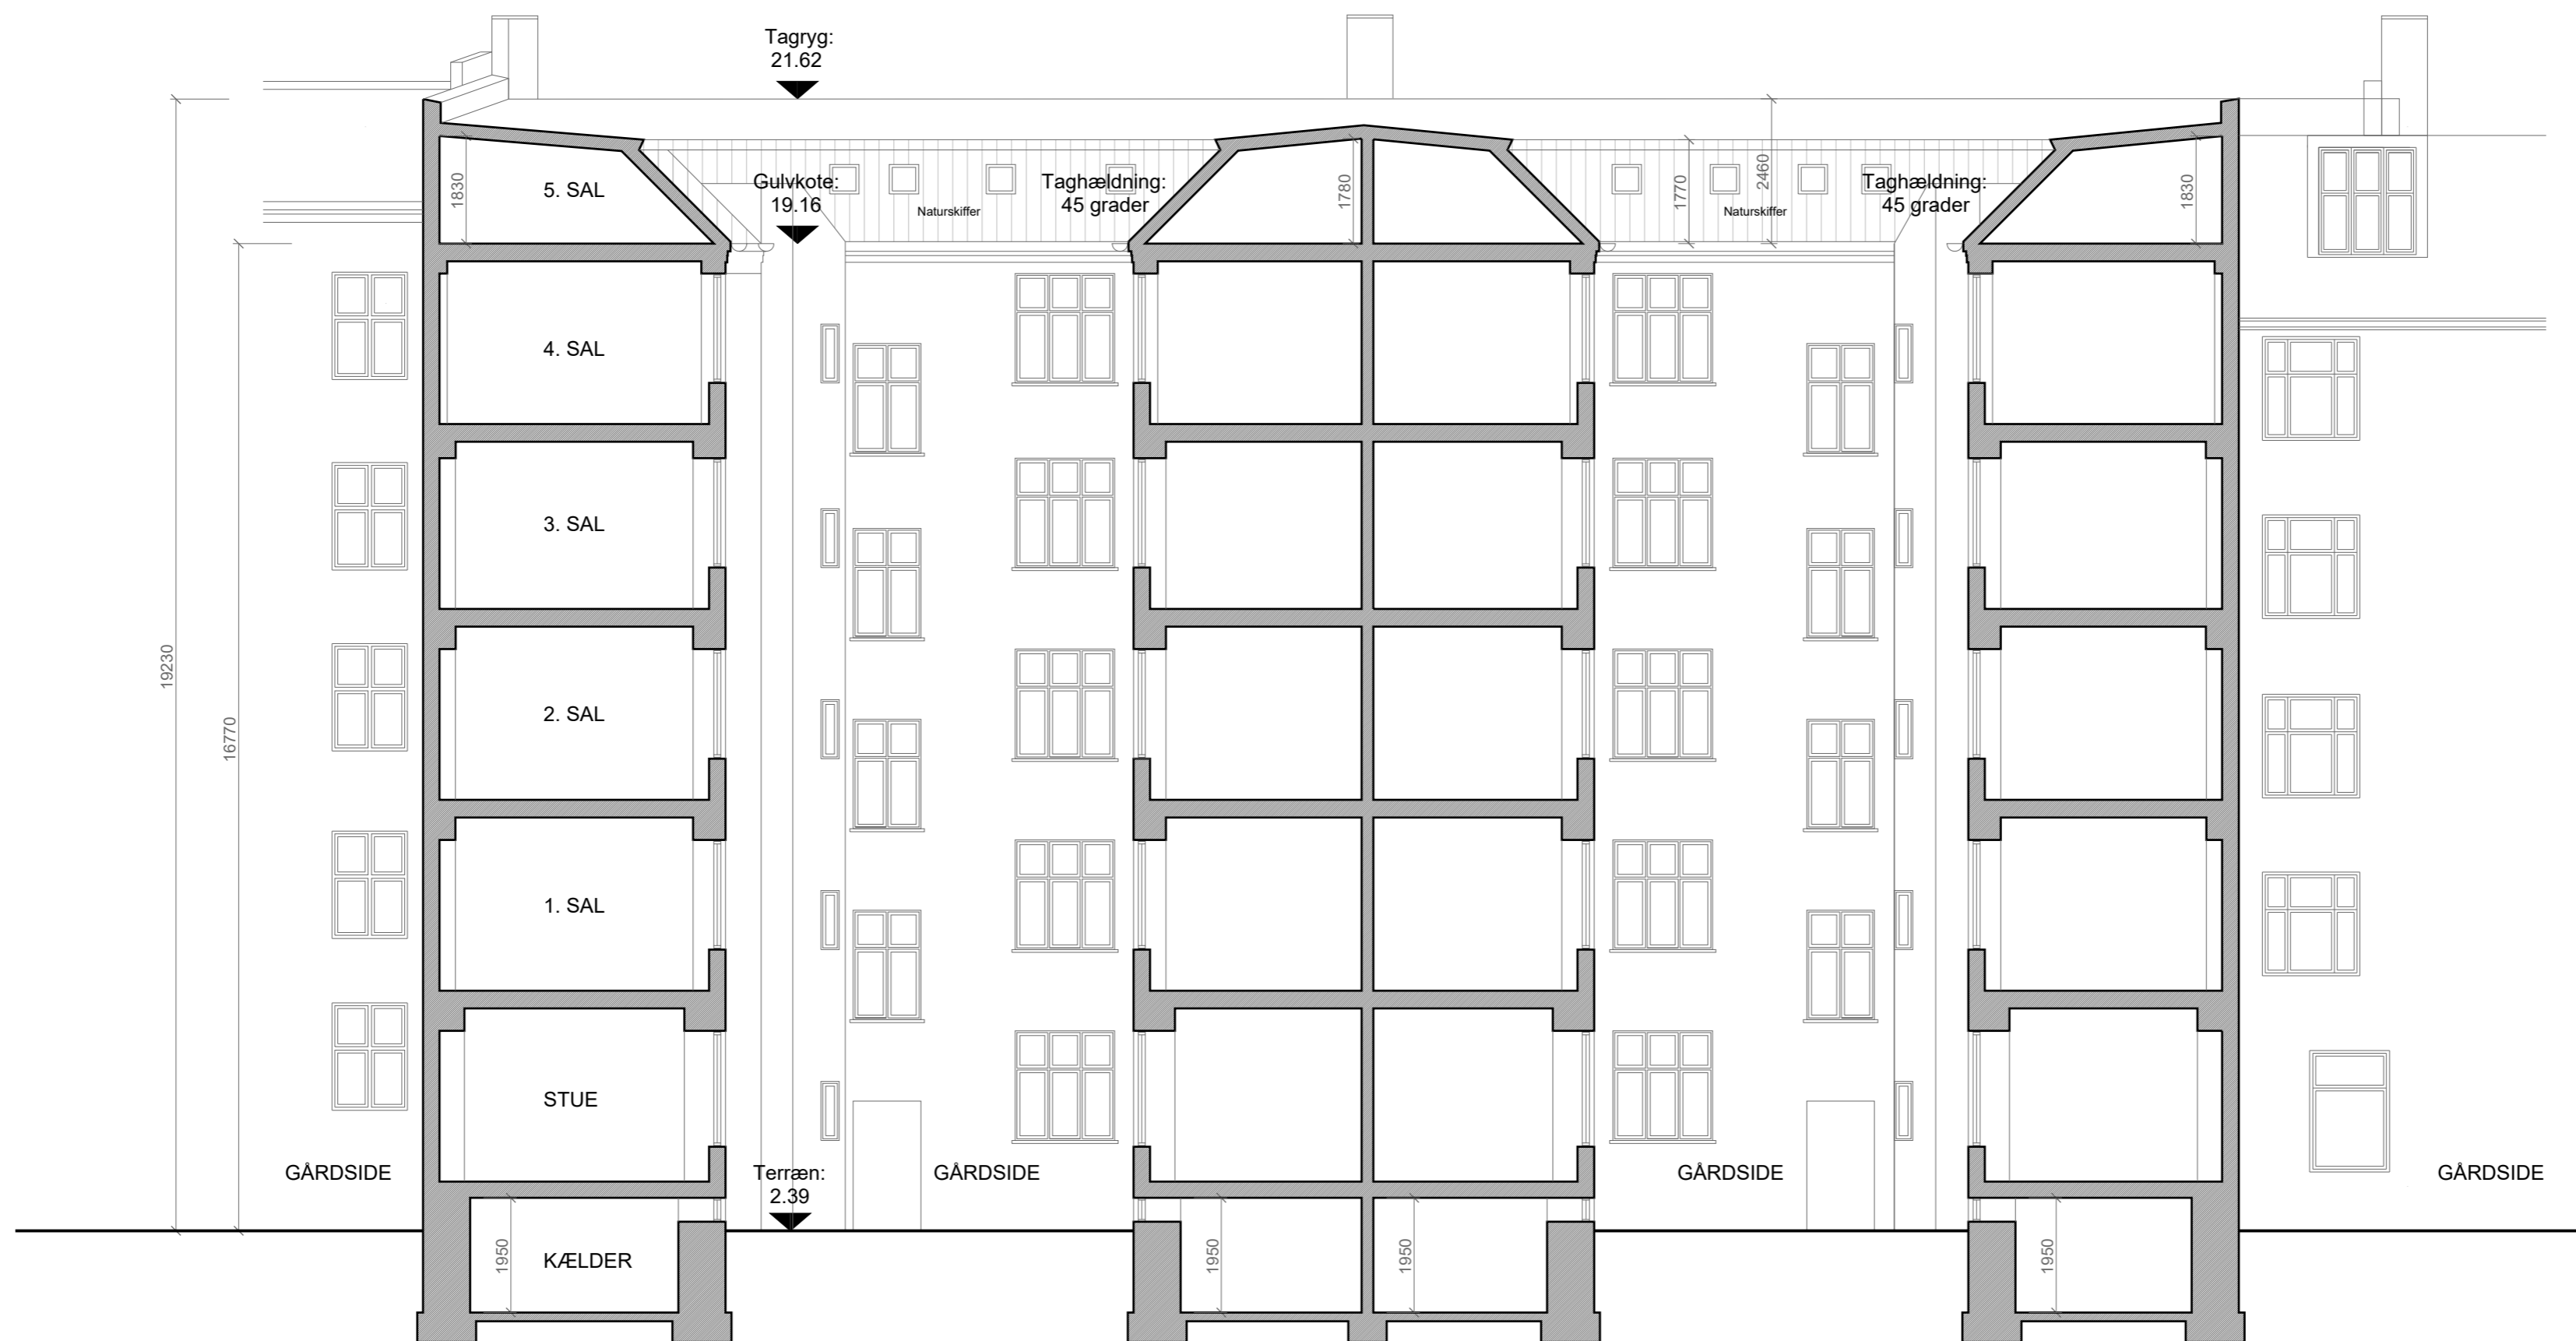 Tagryg:
21.62
1830
5. SAL
Gulvkote:
19.16
Naturskiffer
Taghældning:
45 grader
1780
1770
Naturskiffer
2460
Taghældning:
45 grader
1830
4. SAL
3. SAL
19230
16770
2. SAL
1. SAL
STUE
GÅRDSIDE
Terræn:
2.39
GÅRDSIDE
GÅRDSIDE
GÅRDSIDE
1950
KÆLDER
1950
1950
1950